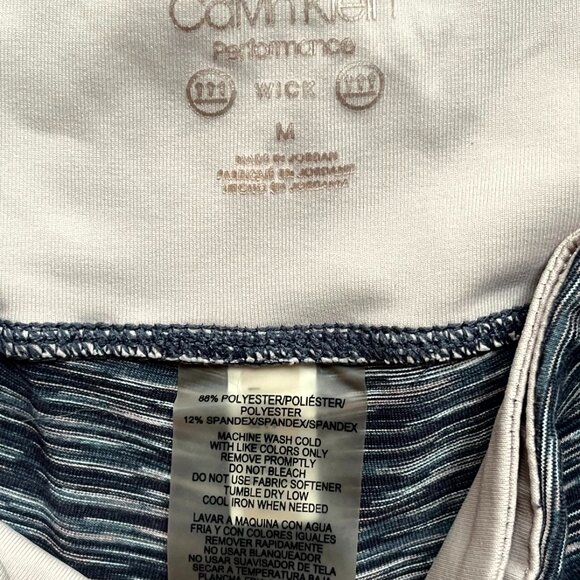 Calvin Klein
Performance
WICK
M
MADE IN JORDAN
FABRIQUÉ EN JORDANIE
HECHO EN JORDANIA
88% POLYESTER/POLIÉSTER/
POLYESTER
12% SPANDEX/SPANDEX/SPANDEX
MACHINE WASH COLD
WITH LIKE COLORS ONLY
REMOVE PROMPTLY
DO NOT BLEACH
DO NOT USE FABRIC SOFTENER
TUMBLE DRY LOW
COOL IRON WHEN NEEDED
LAVAR A MAQUINA CON AGUA
FRIA Y CON COLORES IGUALES
REMOVER RAPIDAMENTE
NO USAR BLANQUEADOR
NO USAR SUAVISADOR DE TELA
SECAR A TEMPERATURA BAJA